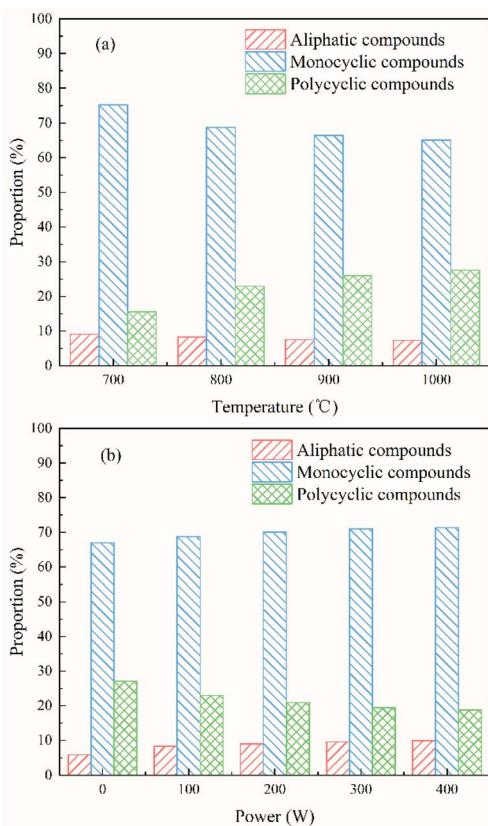 100
(a)
Aliphatic compounds
90
Monocyclic compounds
80
Polycyclic compounds
70
60
50
40
30
20
10
0
Proportion (%)
700 800 900 1000
Temperature (℃)
100
(b)
Aliphatic compounds
90
Monocyclic compounds
80
Polycyclic compounds
70
60
50
40
30
20
10
0
Proportion (%)
0 100 200 300 400
Power (W)